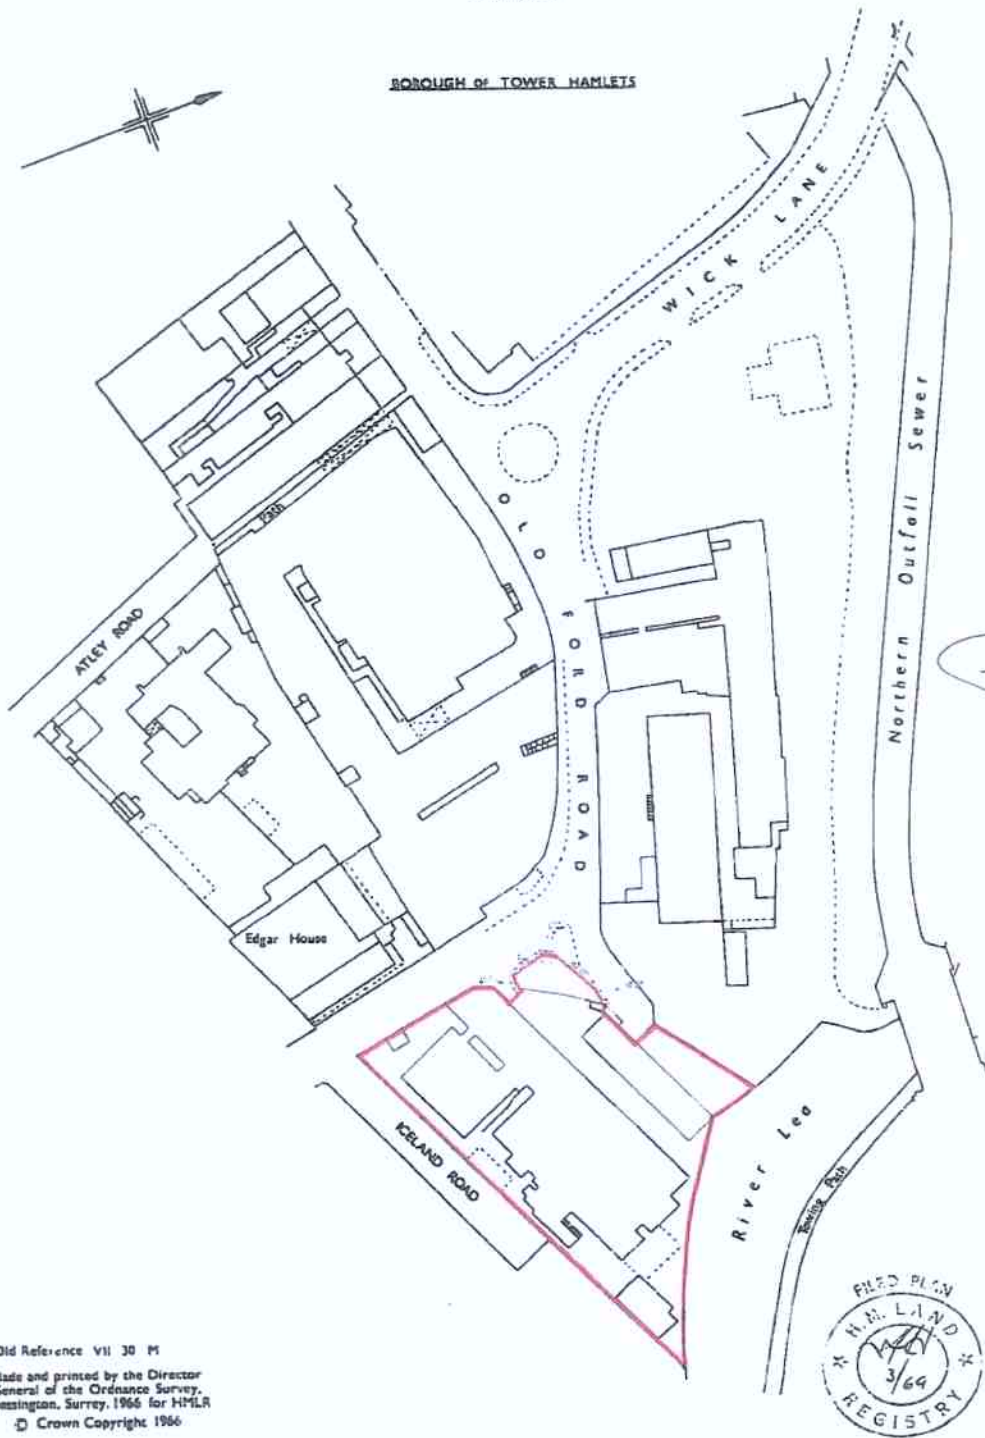 BOROUGH OF TOWER HAMLETS
WICK LANE
Northern Outfall Sewer
OLD FORD ROAD
Path
ATLEY ROAD
Edgar House
ICELAND ROAD
River Lea
Towing Path
Old Reference VII 30 M
Made and printed by the Director
General of the Ordnance Survey,
Chessington, Surrey, 1966 for HMLR
© Crown Copyright 1966
FILED PLAN
H.M. LAND
3/69
REGISTRY